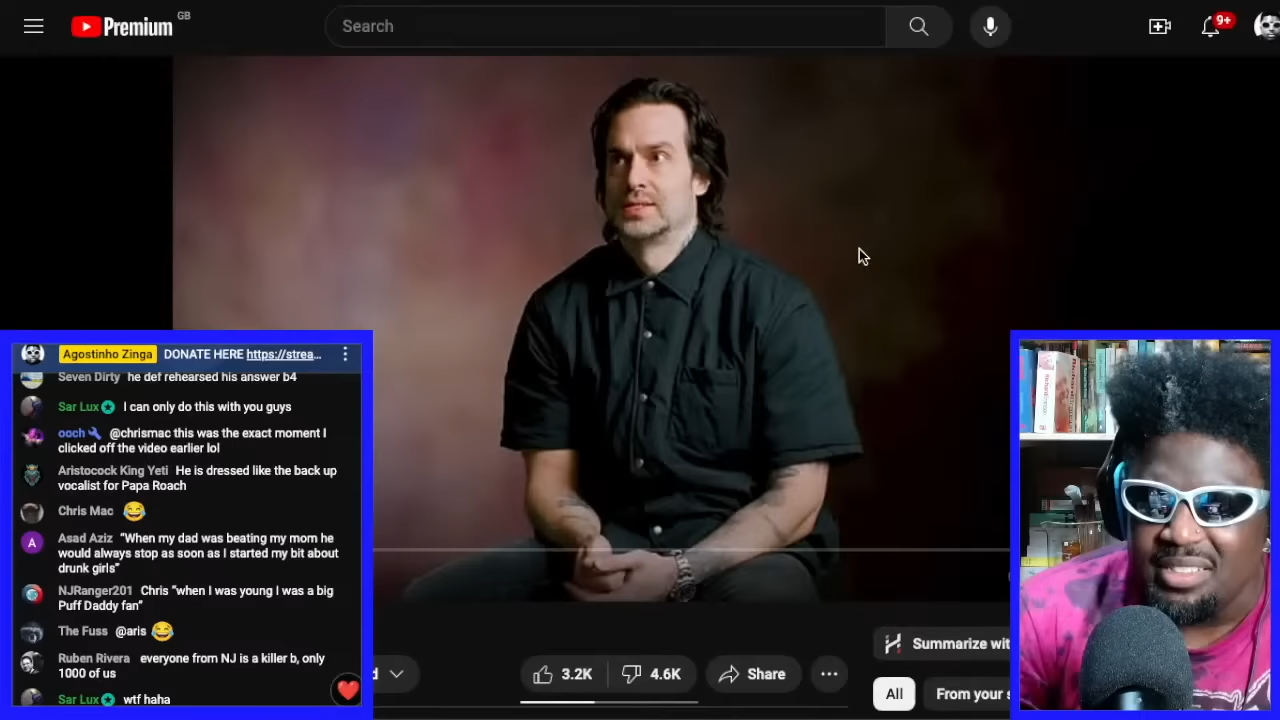 Premium GB
Search
9+
Agostinho Zinga DONATE HERE https://strea...
Seven Dirty he def rehearsed his answer b4
Sar Lux I can only do this with you guys
ooch @chrismac this was the exact moment I
clicked off the video earlier lol
Aristocock King Yeti He is dressed like the back up
vocalist for Papa Roach
Chris Mac 😂
A Asad Aziz “When my dad was beating my mom he
would always stop as soon as I started my bit about
drunk girls”
NJRanger201 Chris “when I was young I was a big
Puff Daddy fan”
The Fuss @aris 😂
Ruben Rivera everyone from NJ is a killer b, only
1000 of us
Sar Lux wtf haha
3.2K
4.6K
Share
Summarize wit
All
From your s